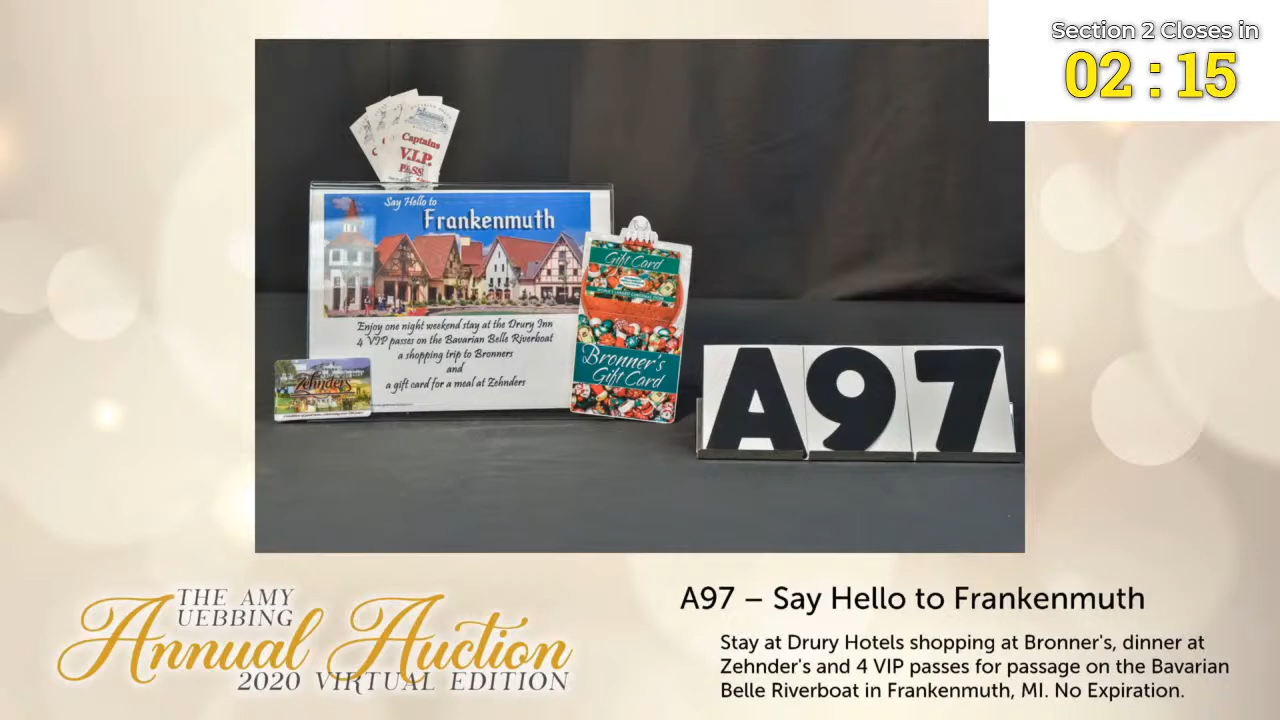 Section 2 Closes in
02 : 15
Captains
V.I.P.
PASS
Say Hello to
Frankenmuth
Enjoy one night weekend stay at the Drury Inn
4 VIP passes on the Bavarian Belle Riverboat
a shopping trip to Bronners
and
a gift card for a meal at Zehnders
Zehnder's
Gift Card
Bronner's
Gift Card
A97
THE AMY
UEBBING
Annual Auction
2020 VIRTUAL EDITION
A97 – Say Hello to Frankenmuth
Stay at Drury Hotels shopping at Bronner's, dinner at
Zehnder's and 4 VIP passes for passage on the Bavarian
Belle Riverboat in Frankenmuth, MI. No Expiration.